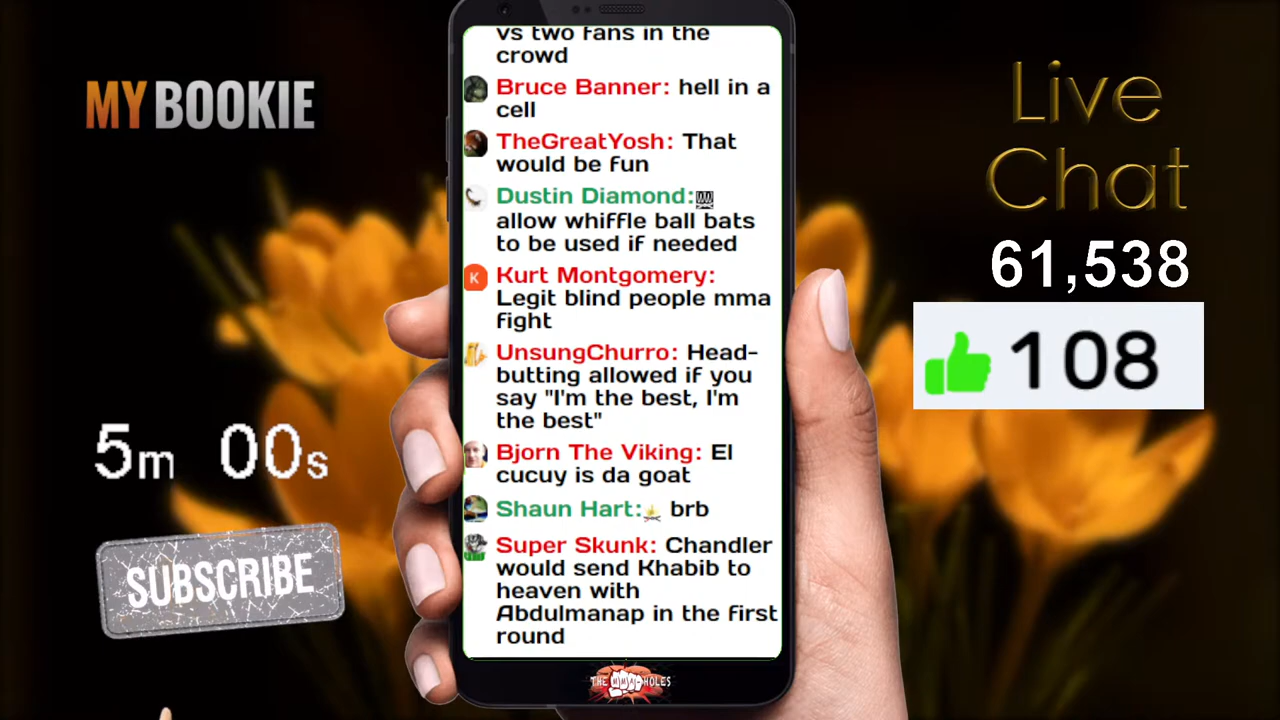 MYBOOKIE
5m 00s
SUBSCRIBE
vs two fans in the
crowd
Bruce Banner: hell in a
cell
TheGreatYosh: That
would be fun
Dustin Diamond:
allow whiffle ball bats
to be used if needed
K
Kurt Montgomery:
Legit blind people mma
fight
UnsungChurro: Head-
butting allowed if you
say "I'm the best, I'm
the best"
Bjorn The Viking: El
cucuy is da goat
Shaun Hart: brb
Super Skunk: Chandler
would send Khabib to
heaven with
Abdulmanap in the first
round
THE MMA-HOLES
Live
Chat
61,538
108